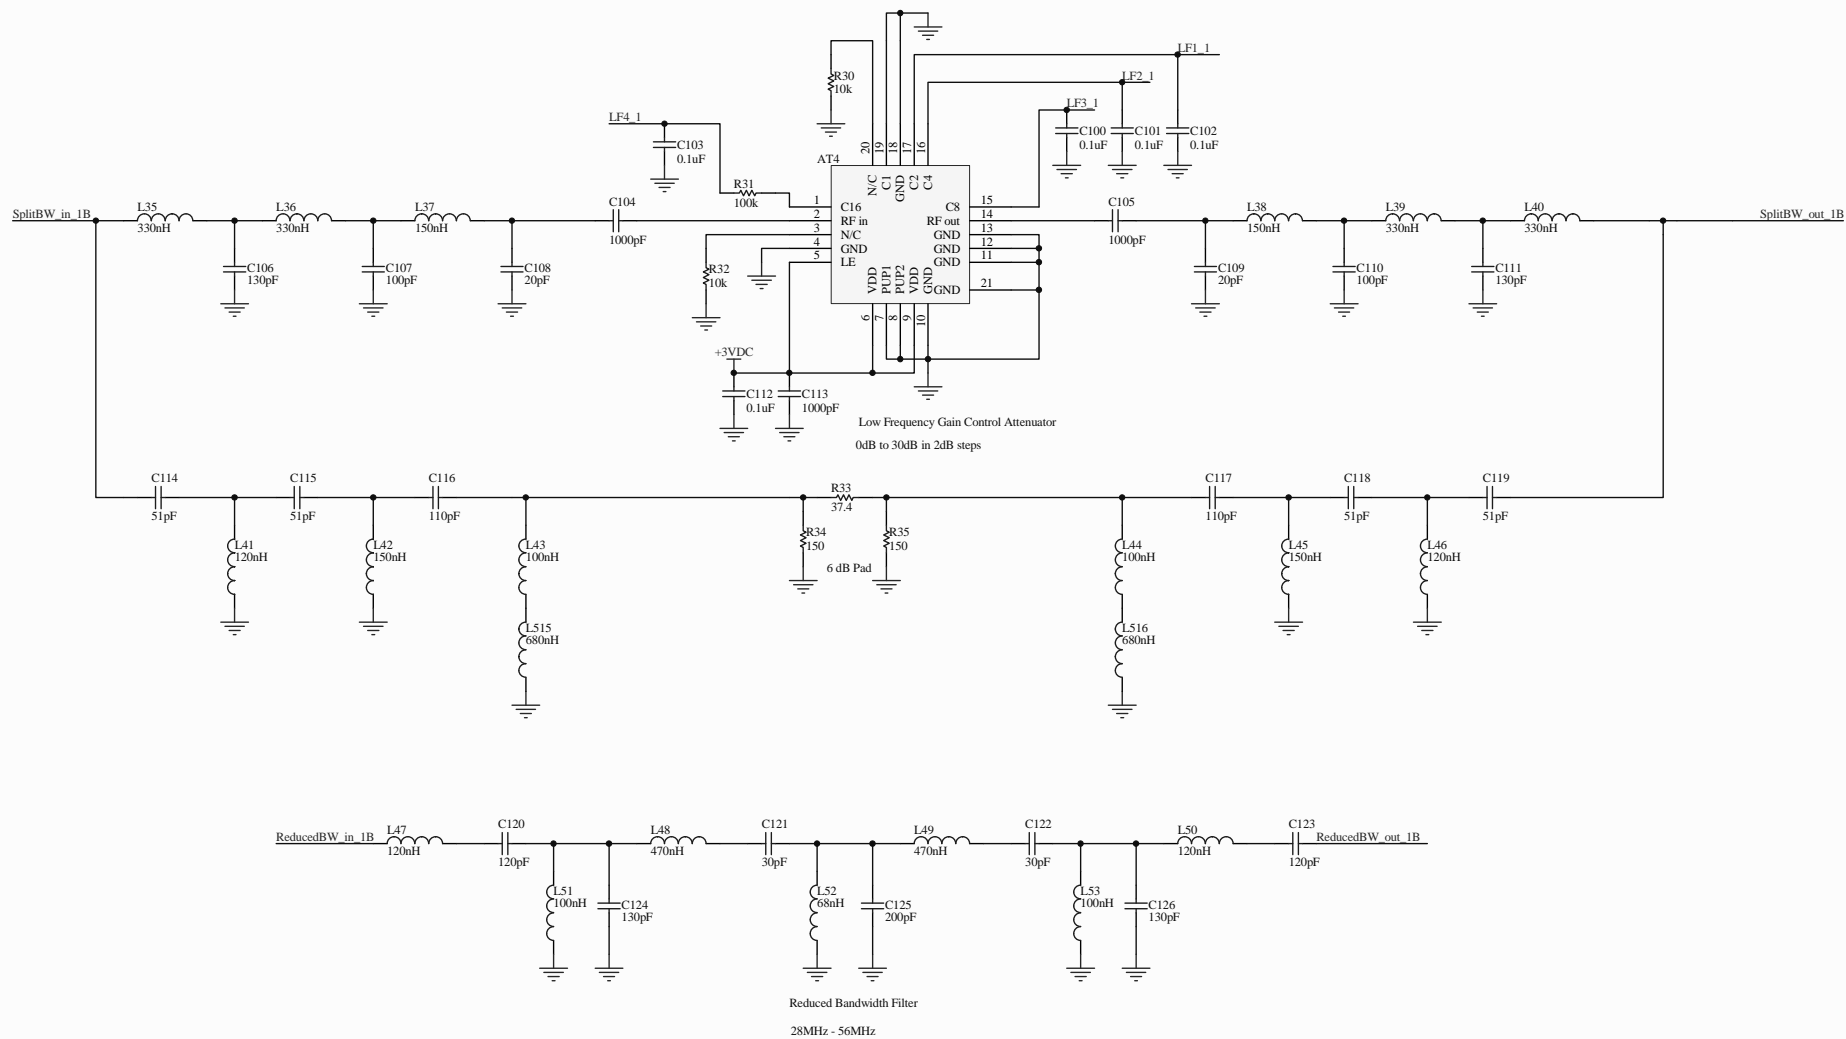 LF1_1
LF2_1
LF3_1
R30
10k
LF4_1
C103
0.1uF
C100
0.1uF
C101
0.1uF
C102
0.1uF
20
19
18
17
16
AT4
N/C
C1
GND
C2
C4
R31
100k
1
C16
C8
15
2
RF in
RF out
14
3
N/C
GND
13
4
GND
GND
12
5
LE
GND
11
GND
21
VDD
PUP1
PUP2
VDD
GND
6
7
8
9
10
SplitBW_in_1B
L35
330nH
L36
330nH
L37
150nH
C104
1000pF
C105
1000pF
L38
150nH
L39
330nH
L40
330nH
SplitBW_out_1B
C106
130pF
C107
100pF
C108
20pF
R32
10k
C109
20pF
C110
100pF
C111
130pF
+3VDC
C112
0.1uF
C113
1000pF
Low Frequency Gain Control Attenuator
0dB to 30dB in 2dB steps
C114
51pF
C115
51pF
C116
110pF
R33
37.4
C117
110pF
C118
51pF
C119
51pF
L41
120nH
L42
150nH
L43
100nH
R34
150
R35
150
6 dB Pad
L44
100nH
L45
150nH
L46
120nH
L515
680nH
L516
680nH
ReducedBW_in_1B
L47
120nH
C120
120pF
L48
470nH
C121
30pF
L49
470nH
C122
30pF
L50
120nH
C123
120pF
ReducedBW_out_1B
L51
100nH
C124
130pF
L52
68nH
C125
200pF
L53
100nH
C126
130pF
Reduced Bandwidth Filter
28MHz - 56MHz